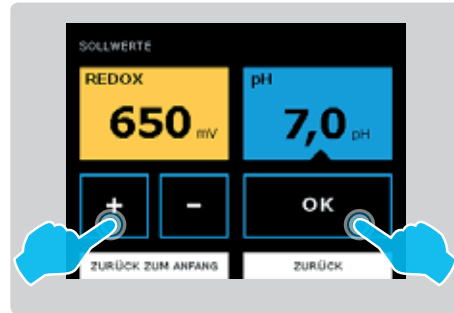 SOLLWERTE
REDOX
650 mV
pH
7,0 pH
+
-
OK
ZURÜCK ZUM ANFANG
ZURÜCK